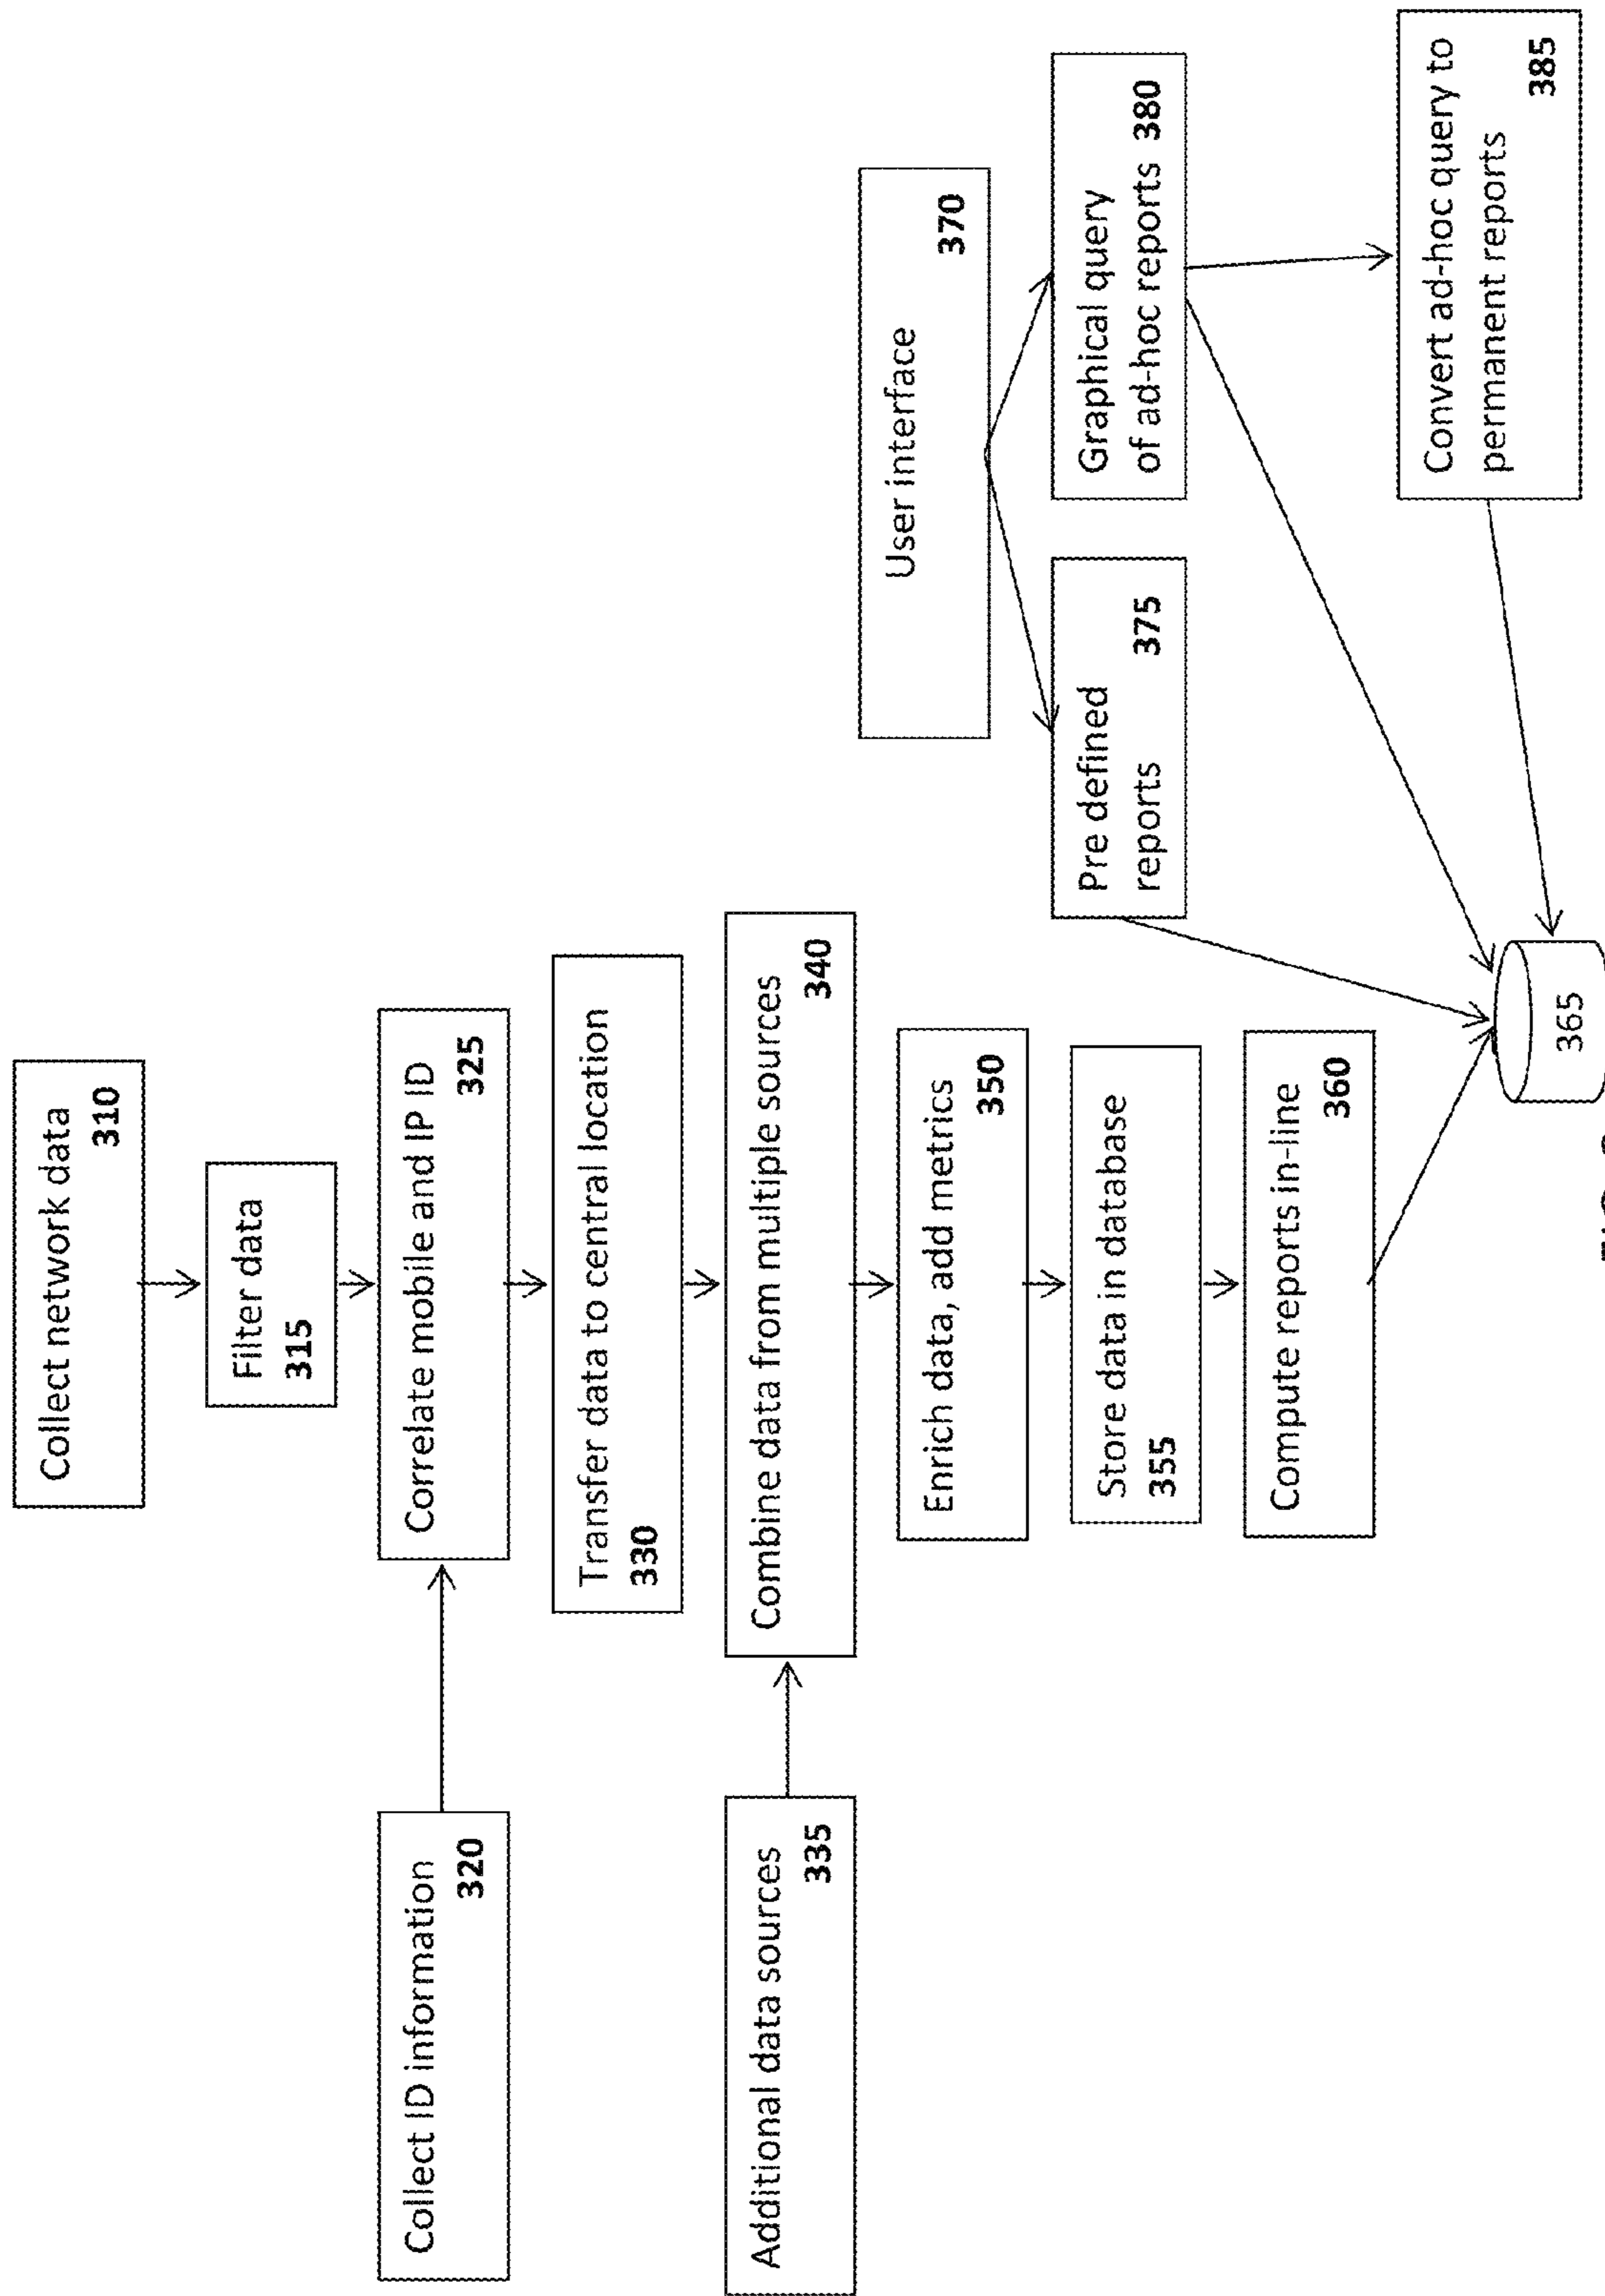 Collect network data
310
Filter data
315
Collect ID information
320
Correlate mobile and IP ID
325
Transfer data to central location
330
Additional data sources
335
Combine data from multiple sources
340
Enrich data, add metrics
350
Store data in database
355
Compute reports in-line
360
User interface
370
Pre defined
reports 375
Graphical query
of ad-hoc reports 380
Convert ad-hoc query to
permanent reports
385
365